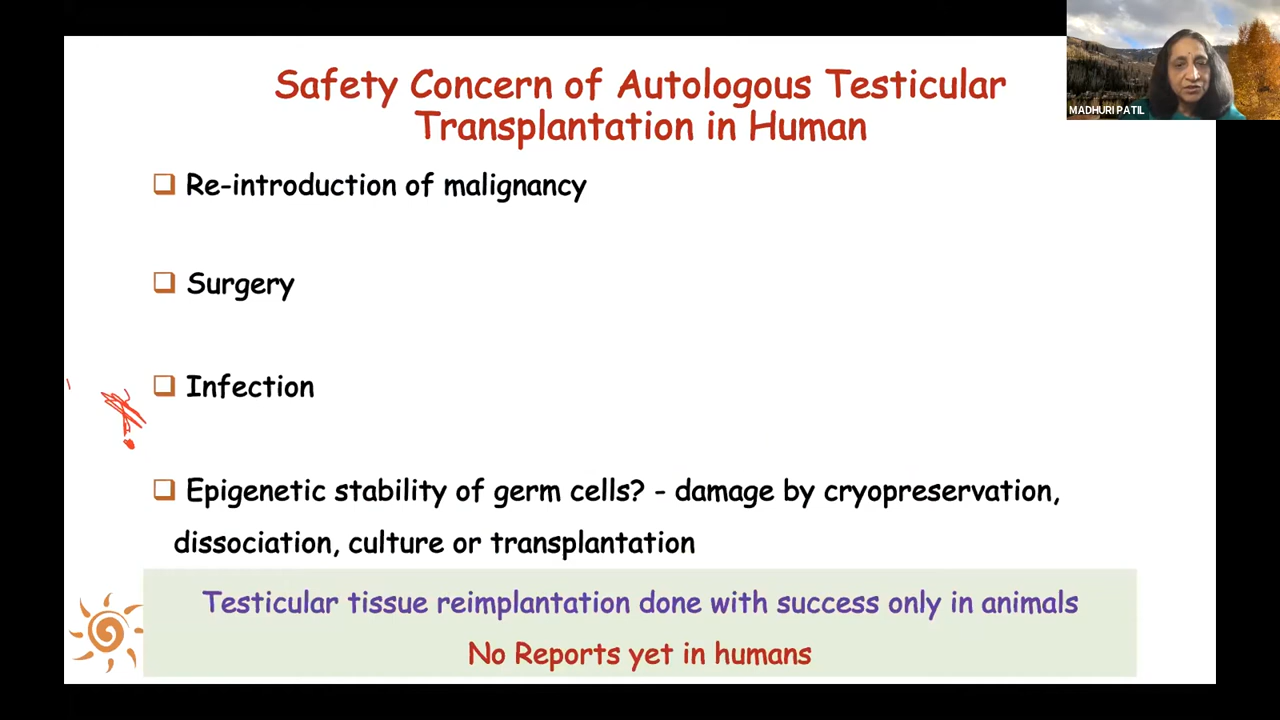 Safety Concern of Autologous Testicular
Transplantation in Human
MADHURI PATIL
❑ Re-introduction of malignancy
❑ Surgery
❑ Infection
❑ Epigenetic stability of germ cells? - damage by cryopreservation,
dissociation, culture or transplantation
Testicular tissue reimplantation done with success only in animals
No Reports yet in humans